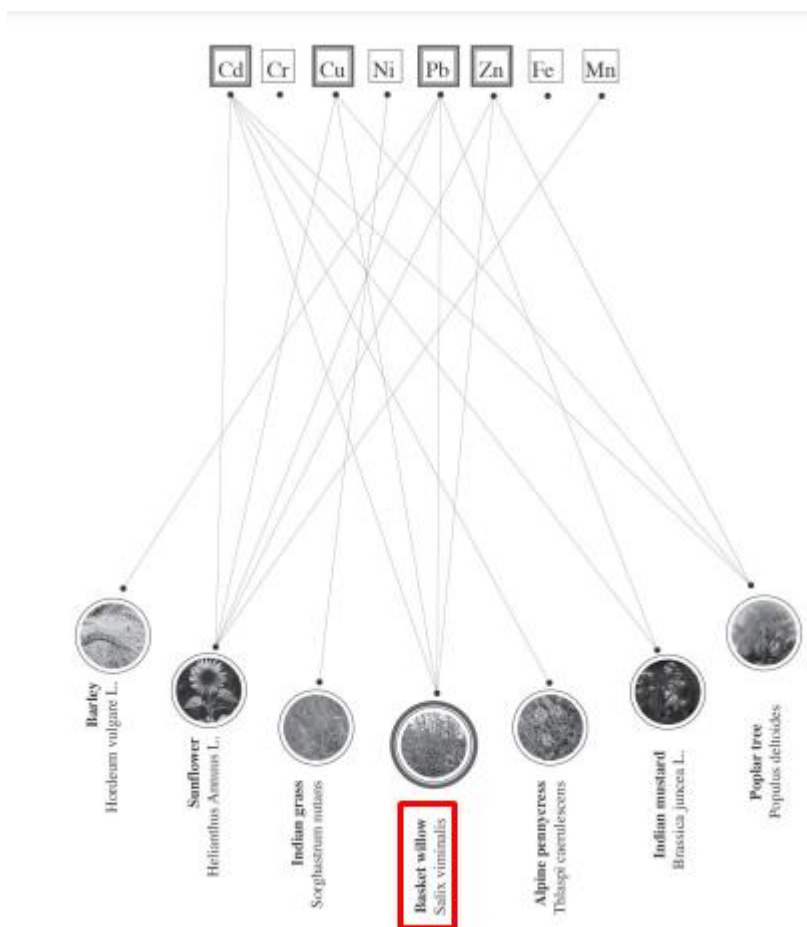 Cd Cr Cu Ni Pb Zn Fe Mn
Barley
Hordeum vulgare L.
Sunflower
Helianthus Annuus L.
Indian grass
Sorghastrum nutans
Basket willow
Salix viminalis
Alpine pennycress
Thlaspi caerulescens
Indian mustard
Brassica juncea L.
Poplar tree
Populus deltoides